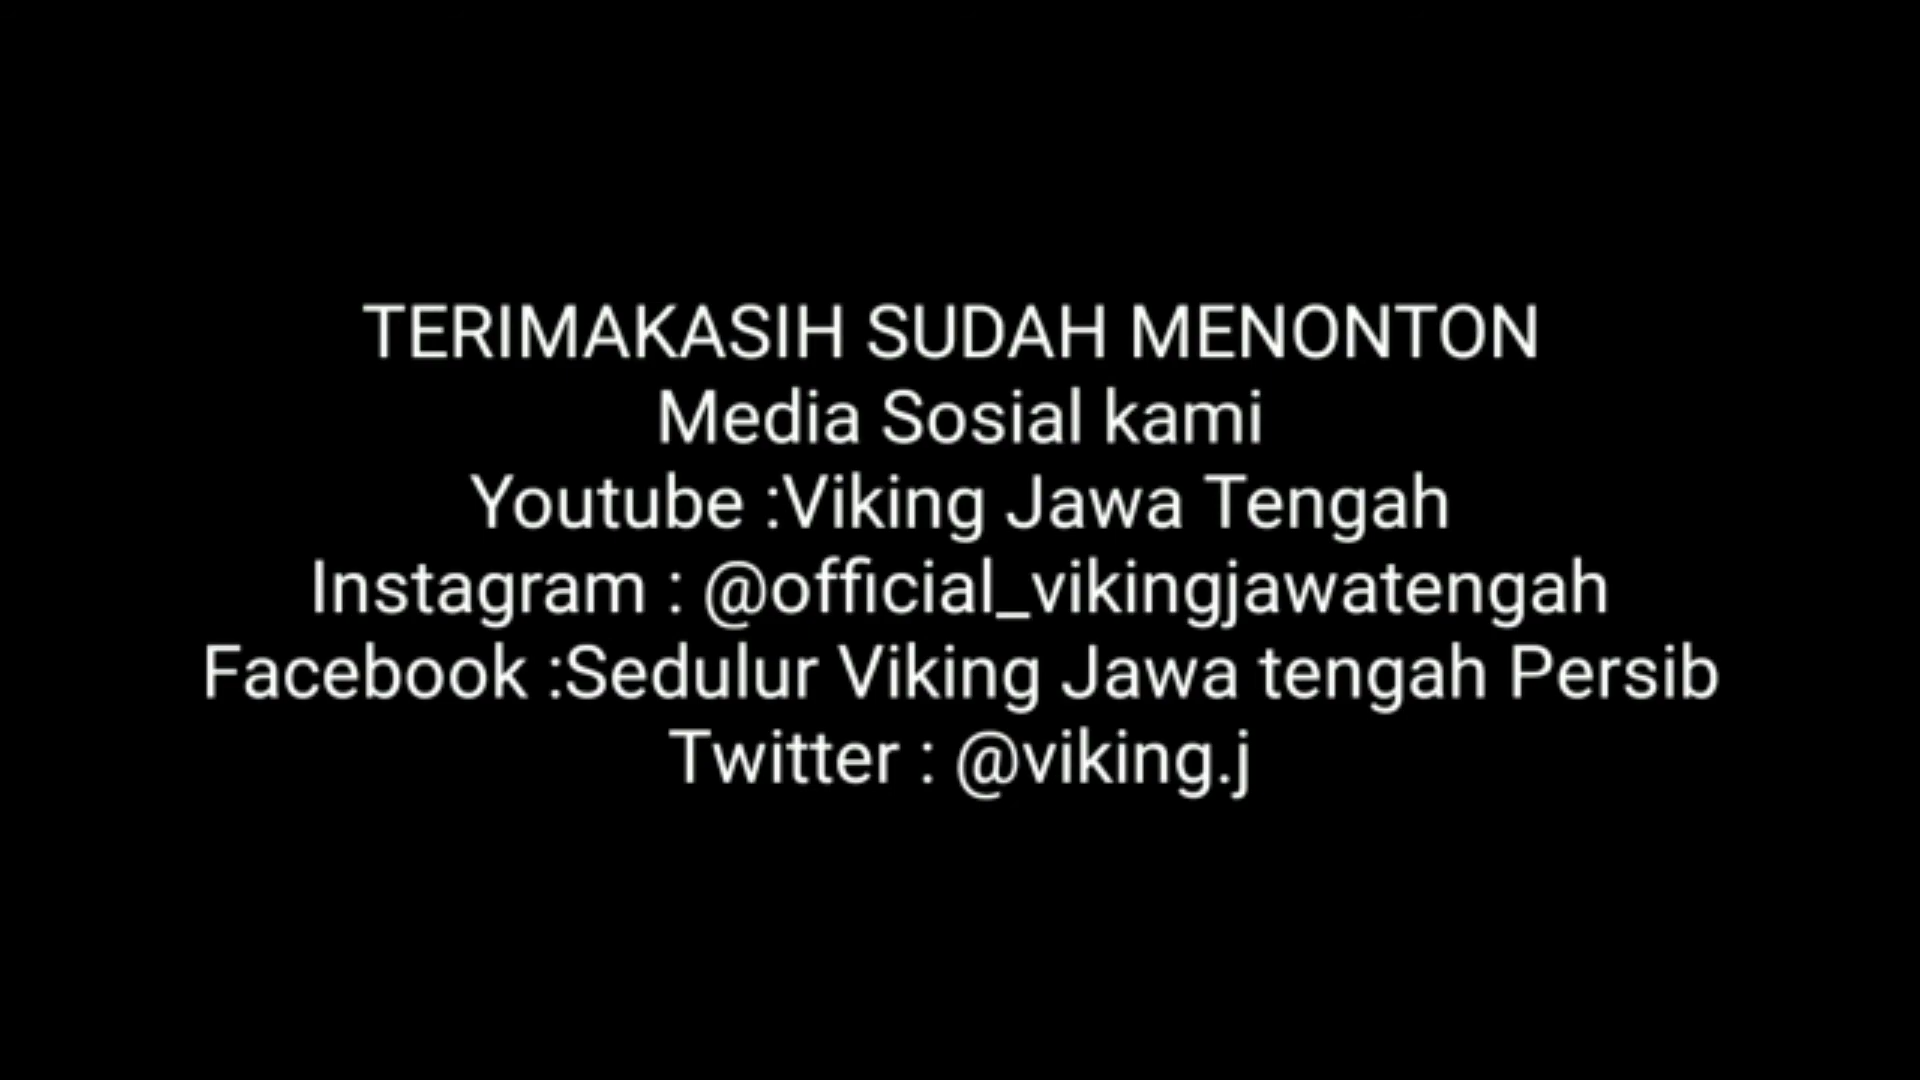 TERIMAKASIH SUDAH MENONTON
Media Sosial kami
Youtube :Viking Jawa Tengah
Instagram : @official_vikingjawatengah
Facebook :Sedulur Viking Jawa tengah Persib
Twitter : @viking.j